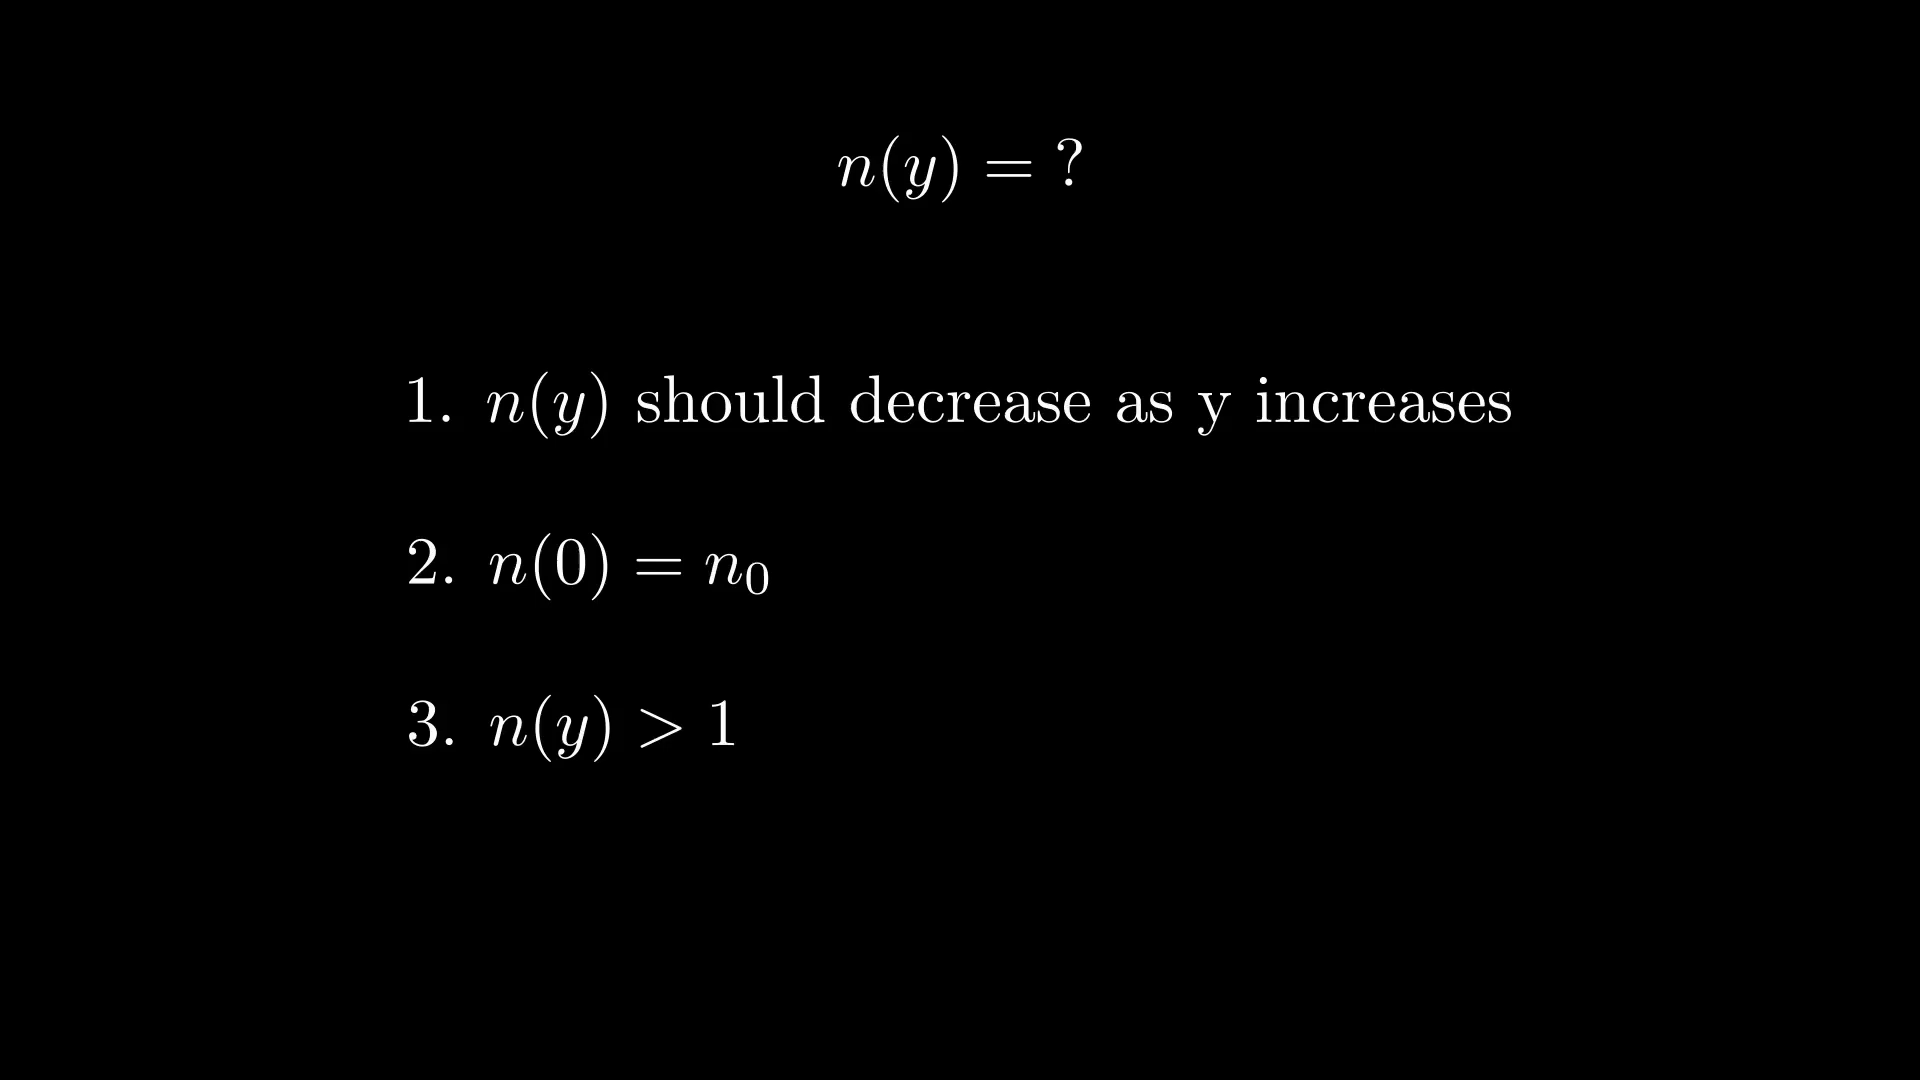 n(y) = ?
1. n(y) should decrease as y increases
2. n(0) = n₀
3. n(y) > 1